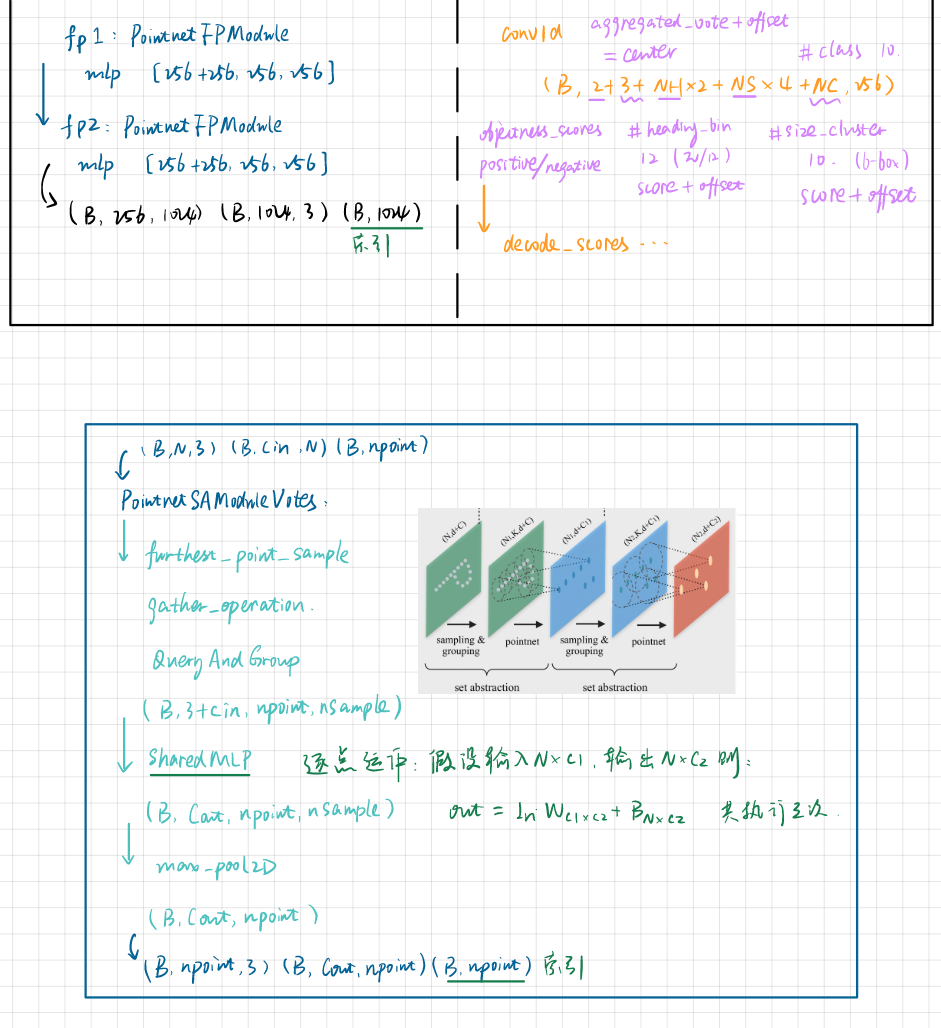 fp1: Pointnet FPModule
mlp [256+256, 256, 256]
fp2: Pointnet FPModule
mlp [256+256, 256, 256]
(B, 256, 1024) (B, 1024, 3) (B, 1024)
索引
conv1d aggregated_vote + offset
= center # class 10.
(B, 2+3+NH×2+NS×4+NC, 256)
objectness_scores # heading_bin # size_cluster
positive/negative 12 (2π/12) 10. (b-box)
score + offset score + offset
decode_scores ···
(B,N,3) (B.Cin,N) (B,npoint)
Pointnet SAModule Votes:
furthest_point_sample
gather_operation.
Query And Group
(B, 3+cin, npoint, nsample)
SharedMLP 逐点运算: 假设输入N×C1, 输出N×C2 则:
(B, Cout, npoint, nsample) out = In W_{C1×C2} + B_{N×C2} 共执行三次.
max_pool2D
(B, Cout, npoint)
(B, npoint, 3) (B, Cout, npoint) (B, npoint) 索引
(N,d+C) (N₁,K,d+C) (N₁,d+C₁) (N₂,K,d+C₁) (N₂,d+C₂)
sampling & grouping pointnet sampling & grouping pointnet
set abstraction set abstraction